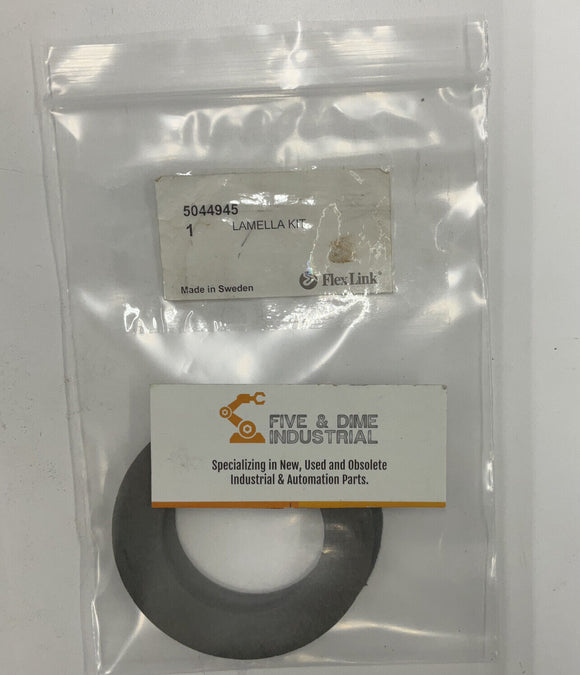 5044945
1 LAMELLA KIT
Made in Sweden FlexLink®
FIVE & DIME
INDUSTRIAL
Specializing in New, Used and Obsolete
Industrial & Automation Parts.